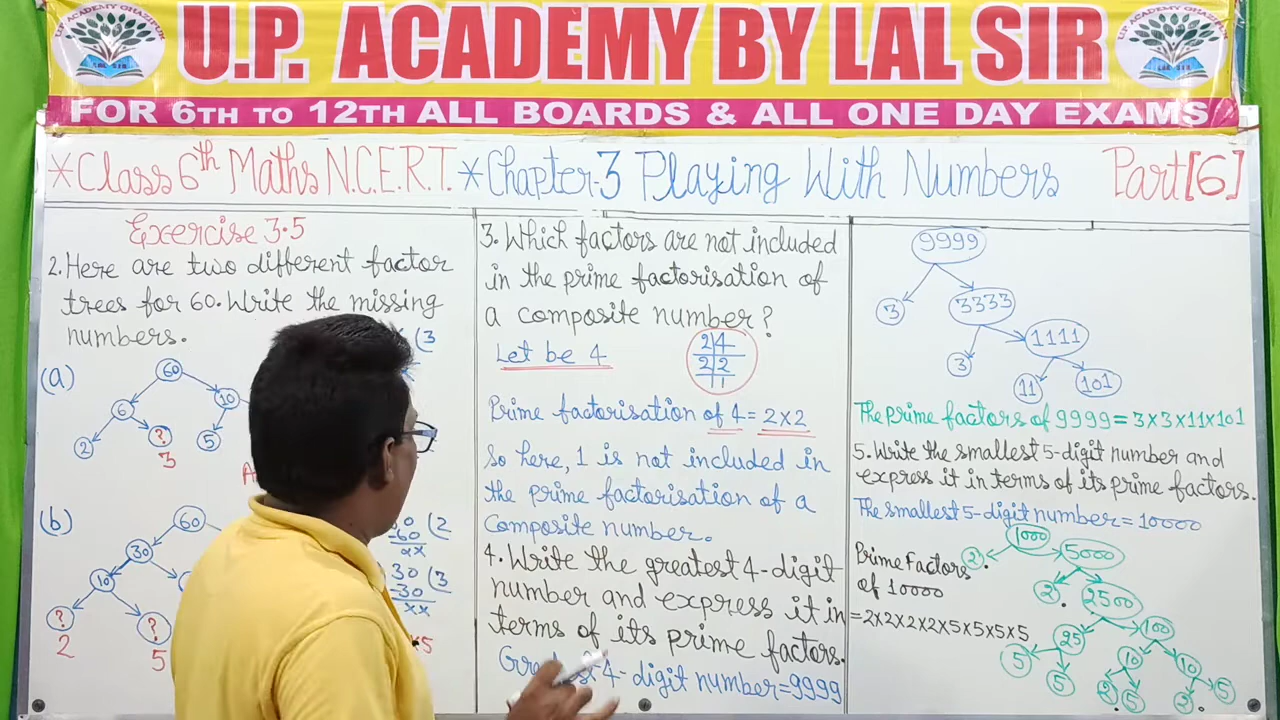 U.P. ACADEMY BY LAL SIR
FOR 6TH TO 12TH ALL BOARDS & ALL ONE DAY EXAMS
*Class 6th Maths N.C.E.R.T. *Chapter-3 Playing With Numbers Part[6]
Exercise 3.5
2. Here are two different factor
trees for 60. Write the missing
numbers.
(a)
60
6 10
2 ? 5
3
(3
(b)
60
30
10
? ?
2 5
60 (2
-60
xx
30 (3
-30
xx
×5
3. Which factors are not included
in the prime factorisation of
a composite number?
Let be 4
2 4
2 2
1
Prime factorisation of 4 = 2×2
So here, 1 is not included in
the prime factorisation of a
Composite number.
4. Write the greatest 4-digit
number and express it in
terms of its prime factors.
4-digit number=9999
9999
3 3333
3 1111
11 101
The prime factors of 9999=3×3×11×101
5. Write the smallest 5-digit number and
express it in terms of its prime factors.
The smallest 5-digit number=10000
Prime Factors
of 10000
=2×2×2×2×5×5×5×5
1000
2 5000
2 2500
25 100
5 5 10 10
2 5 5